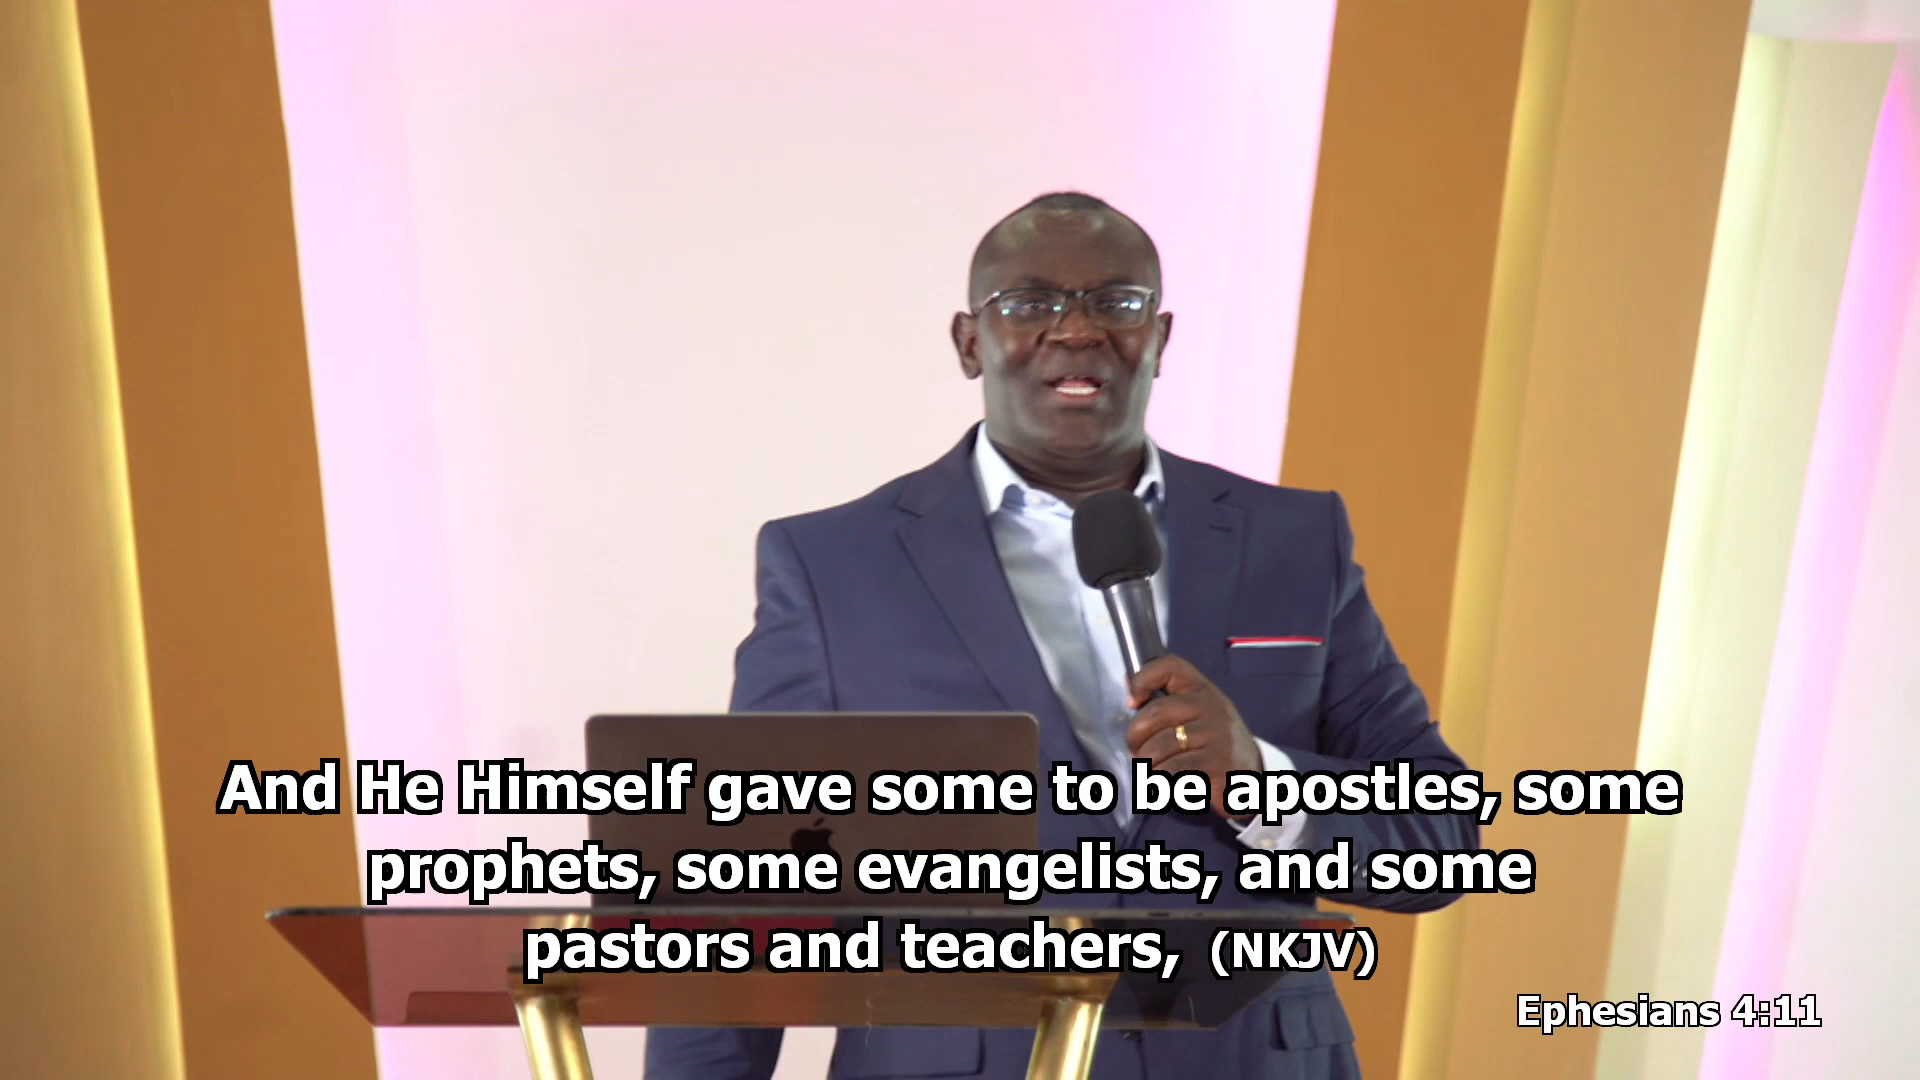 And He Himself gave some to be apostles, some
prophets, some evangelists, and some
pastors and teachers, (NKJV)
Ephesians 4:11